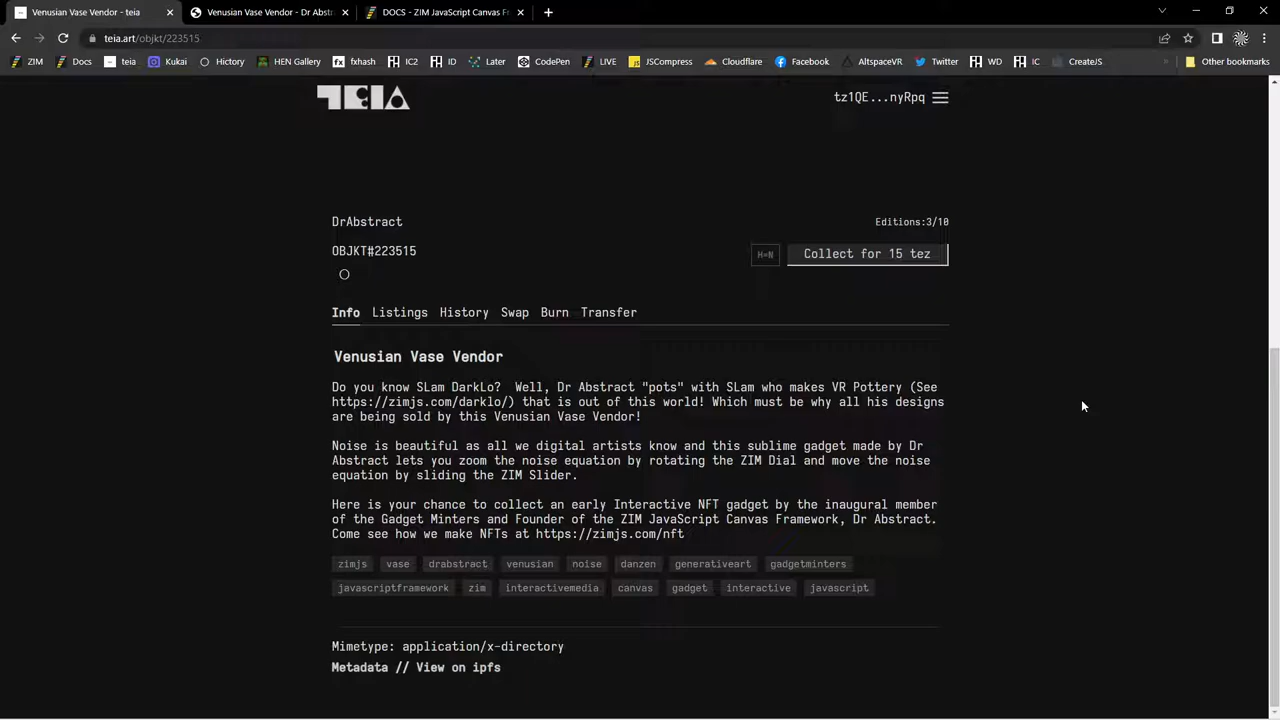 Venusian Vase Vendor - teia
Venusian Vase Vendor - Dr Abstr
DOCS - ZIM JavaScript Canvas Fr
teia.art/objkt/223515
ZIM Docs teia Kukai History HEN Gallery fxhash IC2 ID Later CodePen LIVE JSCompress Cloudflare Facebook AltspaceVR Twitter WD IC CreateJS » Other bookmarks
TEIA
tz1QE...nyRpq
DrAbstract
Editions:3/10
OBJKT#223515
H=N Collect for 15 tez
Info Listings History Swap Burn Transfer
Venusian Vase Vendor
Do you know SLam DarkLo? Well, Dr Abstract "pots" with SLam who makes VR Pottery (See
https://zimjs.com/darklo/) that is out of this world! Which must be why all his designs
are being sold by this Venusian Vase Vendor!
Noise is beautiful as all we digital artists know and this sublime gadget made by Dr
Abstract lets you zoom the noise equation by rotating the ZIM Dial and move the noise
equation by sliding the ZIM Slider.
Here is your chance to collect an early Interactive NFT gadget by the inaugural member
of the Gadget Minters and Founder of the ZIM JavaScript Canvas Framework, Dr Abstract.
Come see how we make NFTs at https://zimjs.com/nft
zimjs vase drabstract venusian noise danzen generativeart gadgetminters
javascriptframework zim interactivemedia canvas gadget interactive javascript
Mimetype: application/x-directory
Metadata // View on ipfs